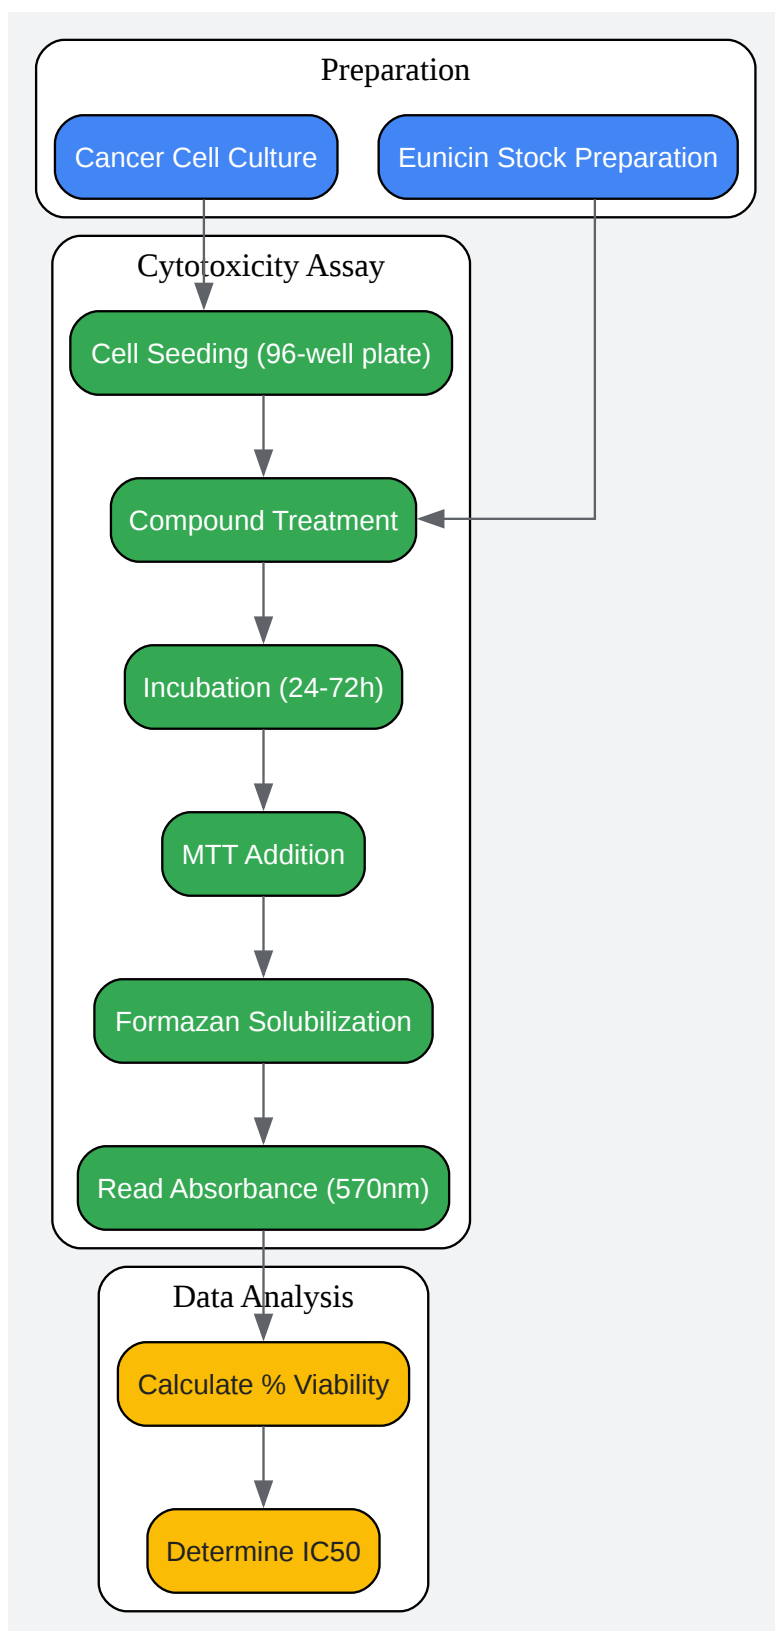 Preparation
Cancer Cell Culture
Eunicin Stock Preparation
Cytotoxicity Assay
Cell Seeding (96-well plate)
Compound Treatment
Incubation (24-72h)
MTT Addition
Formazan Solubilization
Read Absorbance (570nm)
Data Analysis
Calculate % Viability
Determine IC50